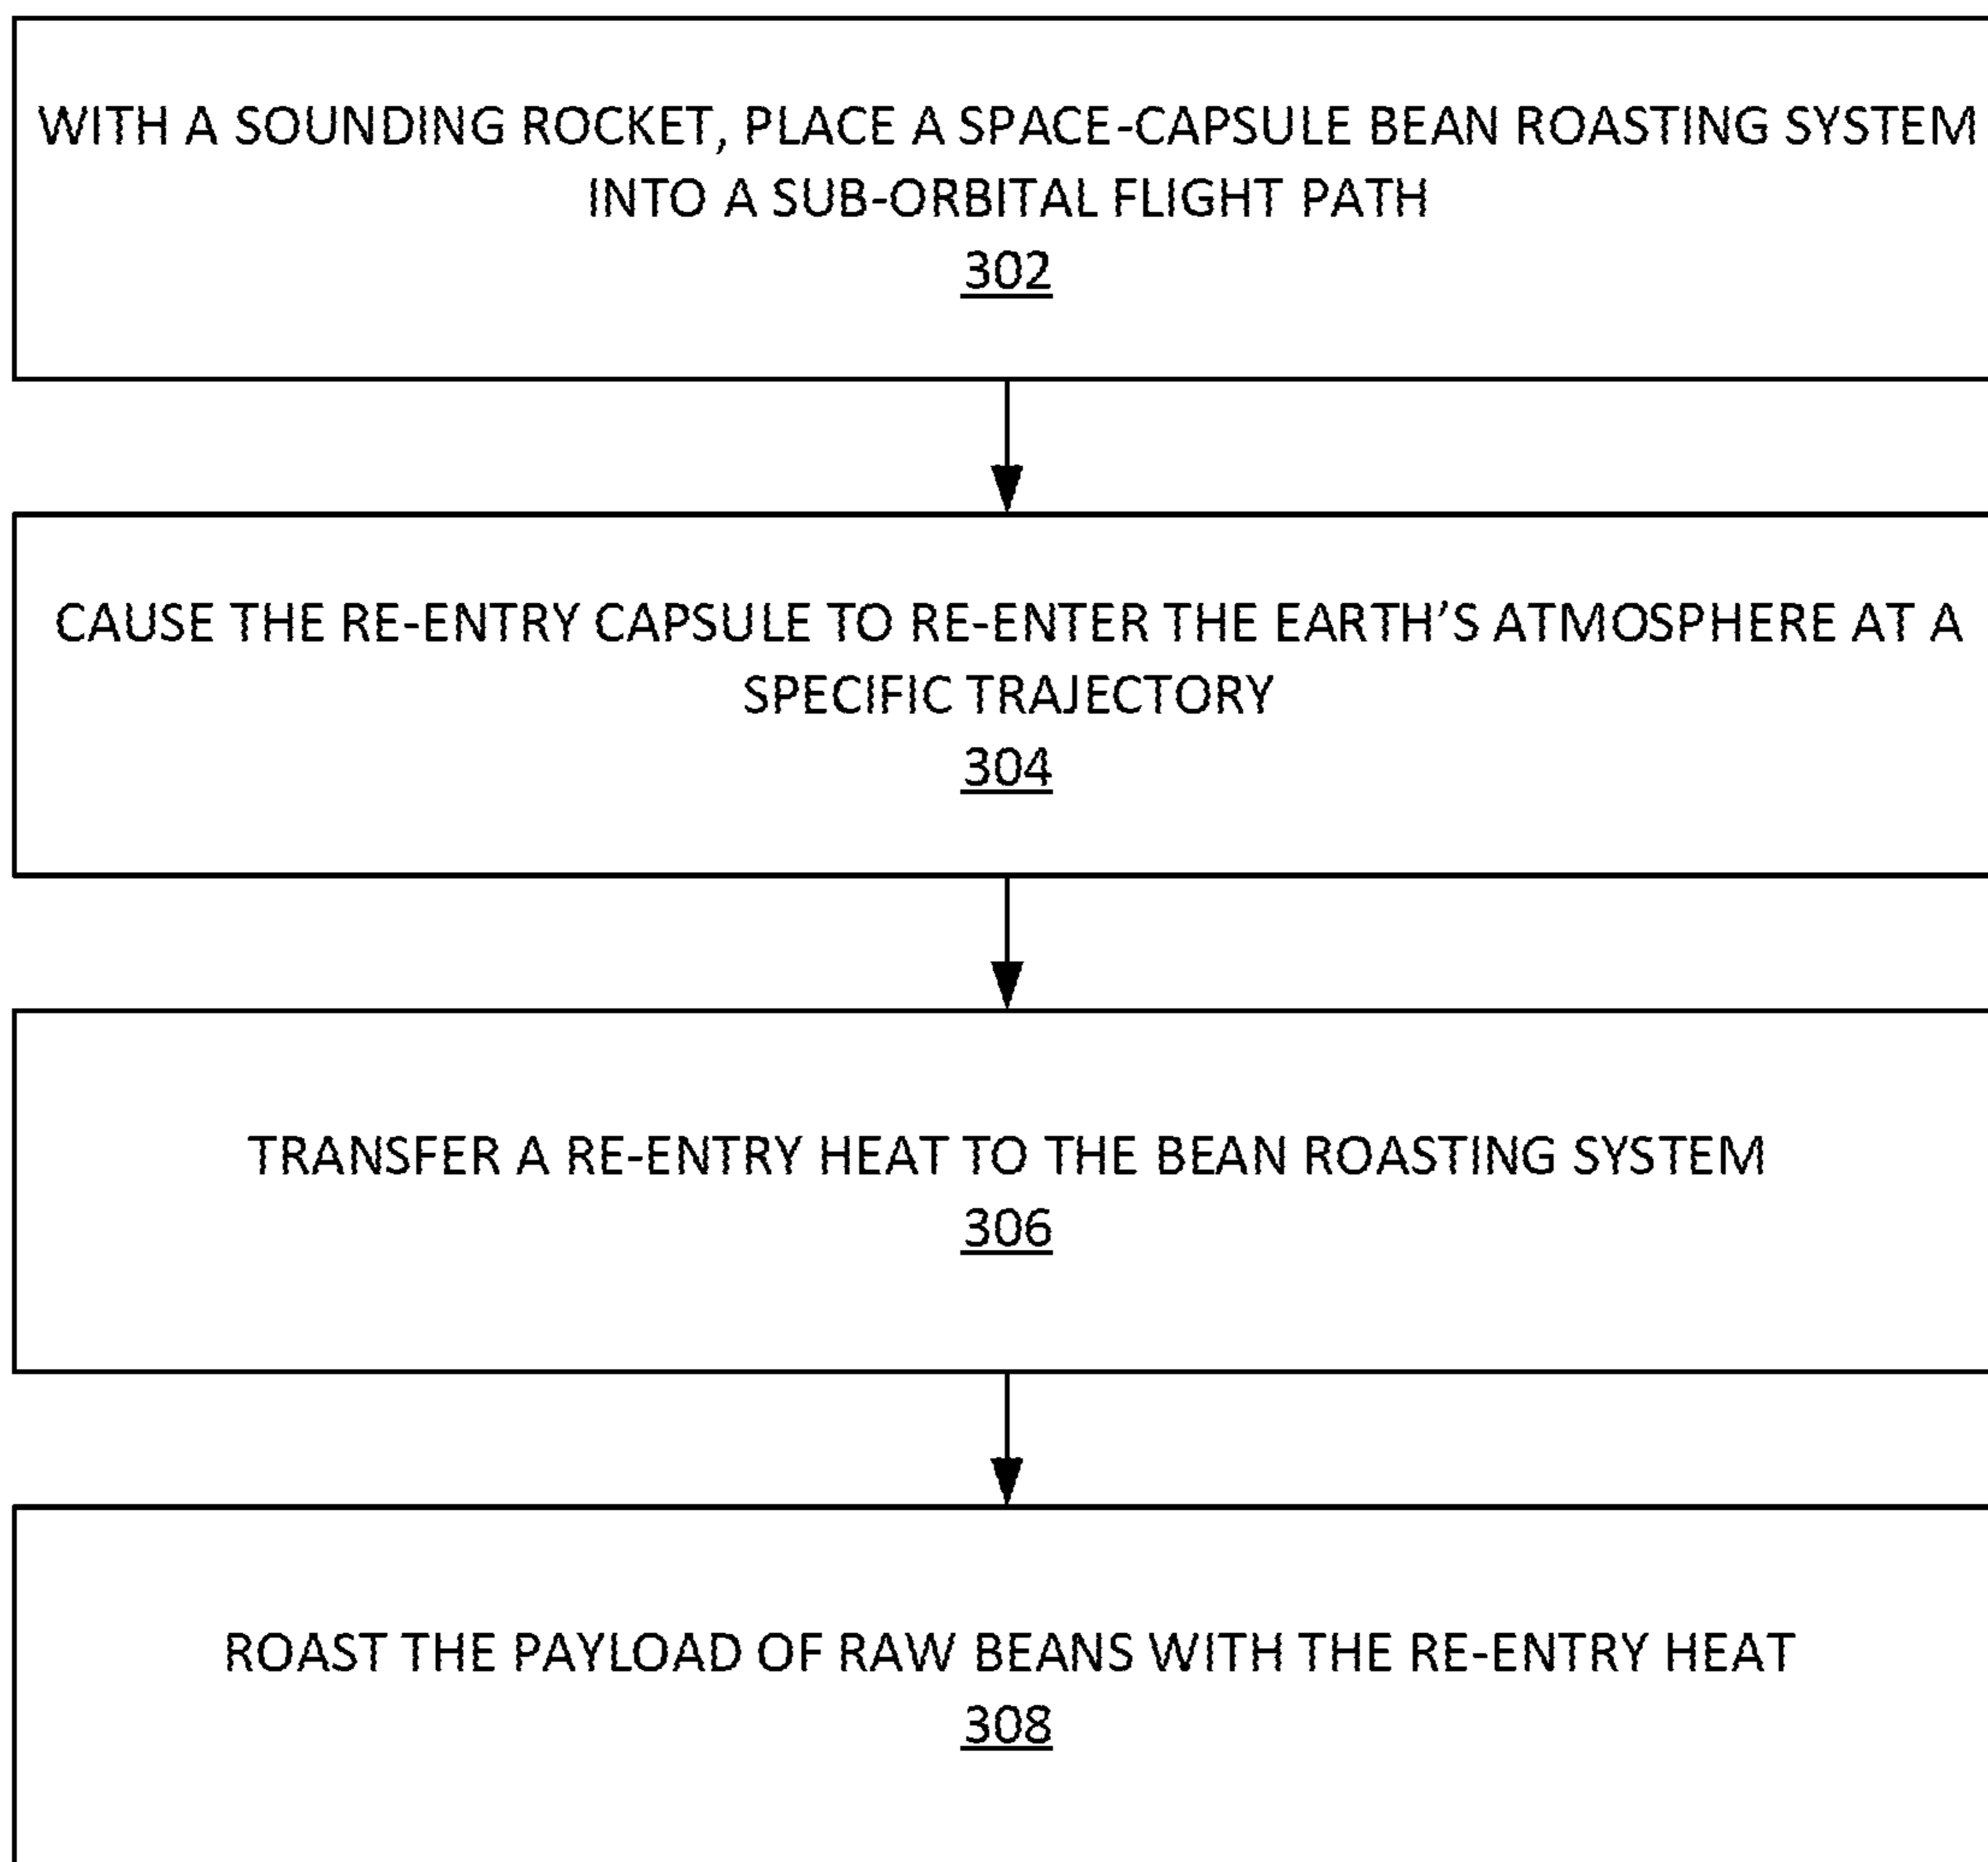 WITH A SOUNDING ROCKET, PLACE A SPACE-CAPSULE BEAN ROASTING SYSTEM
INTO A SUB-ORBITAL FLIGHT PATH
302
CAUSE THE RE-ENTRY CAPSULE TO RE-ENTER THE EARTH’S ATMOSPHERE AT A
SPECIFIC TRAJECTORY
304
TRANSFER A RE-ENTRY HEAT TO THE BEAN ROASTING SYSTEM
306
ROAST THE PAYLOAD OF RAW BEANS WITH THE RE-ENTRY HEAT
308